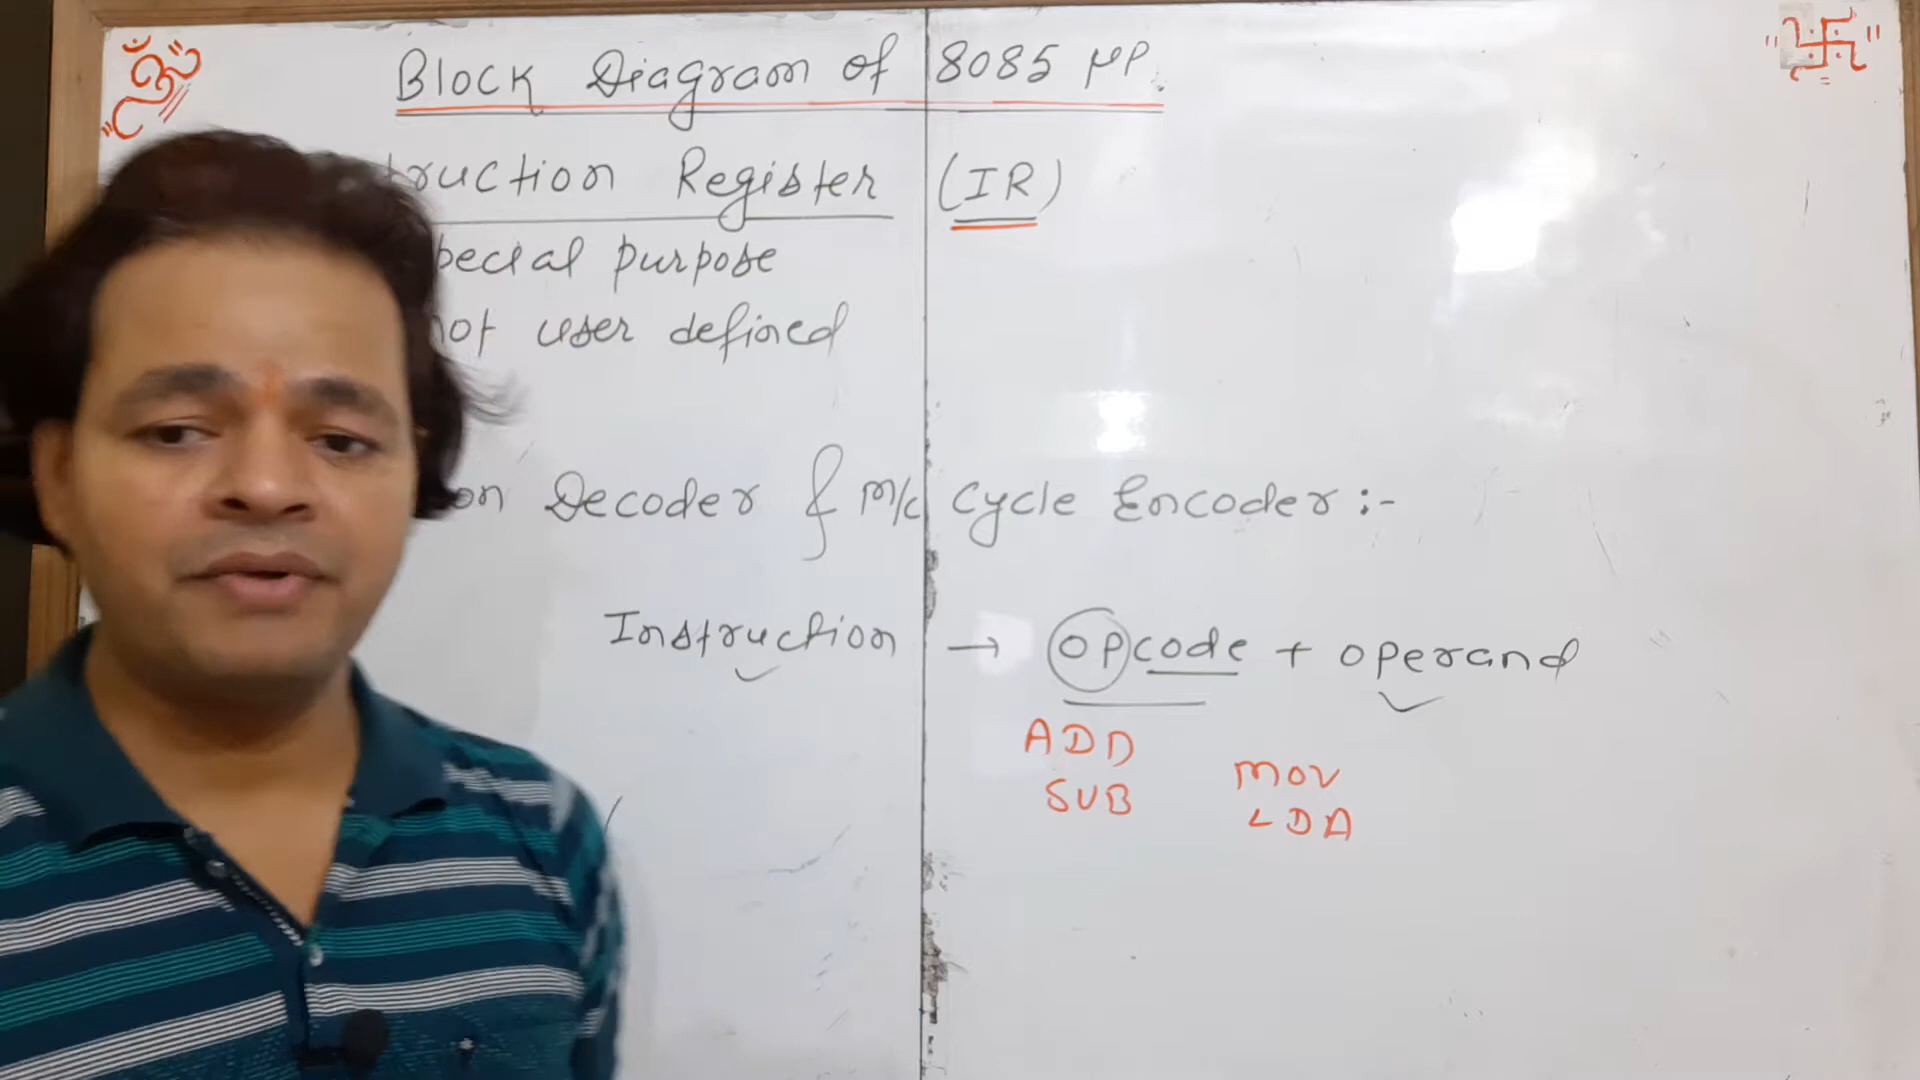 ॐ
Block Diagram of 8085 μP.
truction Register (IR)
pecial purpose
not user defined
on Decoder & M/c Cycle Encoder :-
Instruction → opcode + operand
ADD
MOV
SUB
LDA